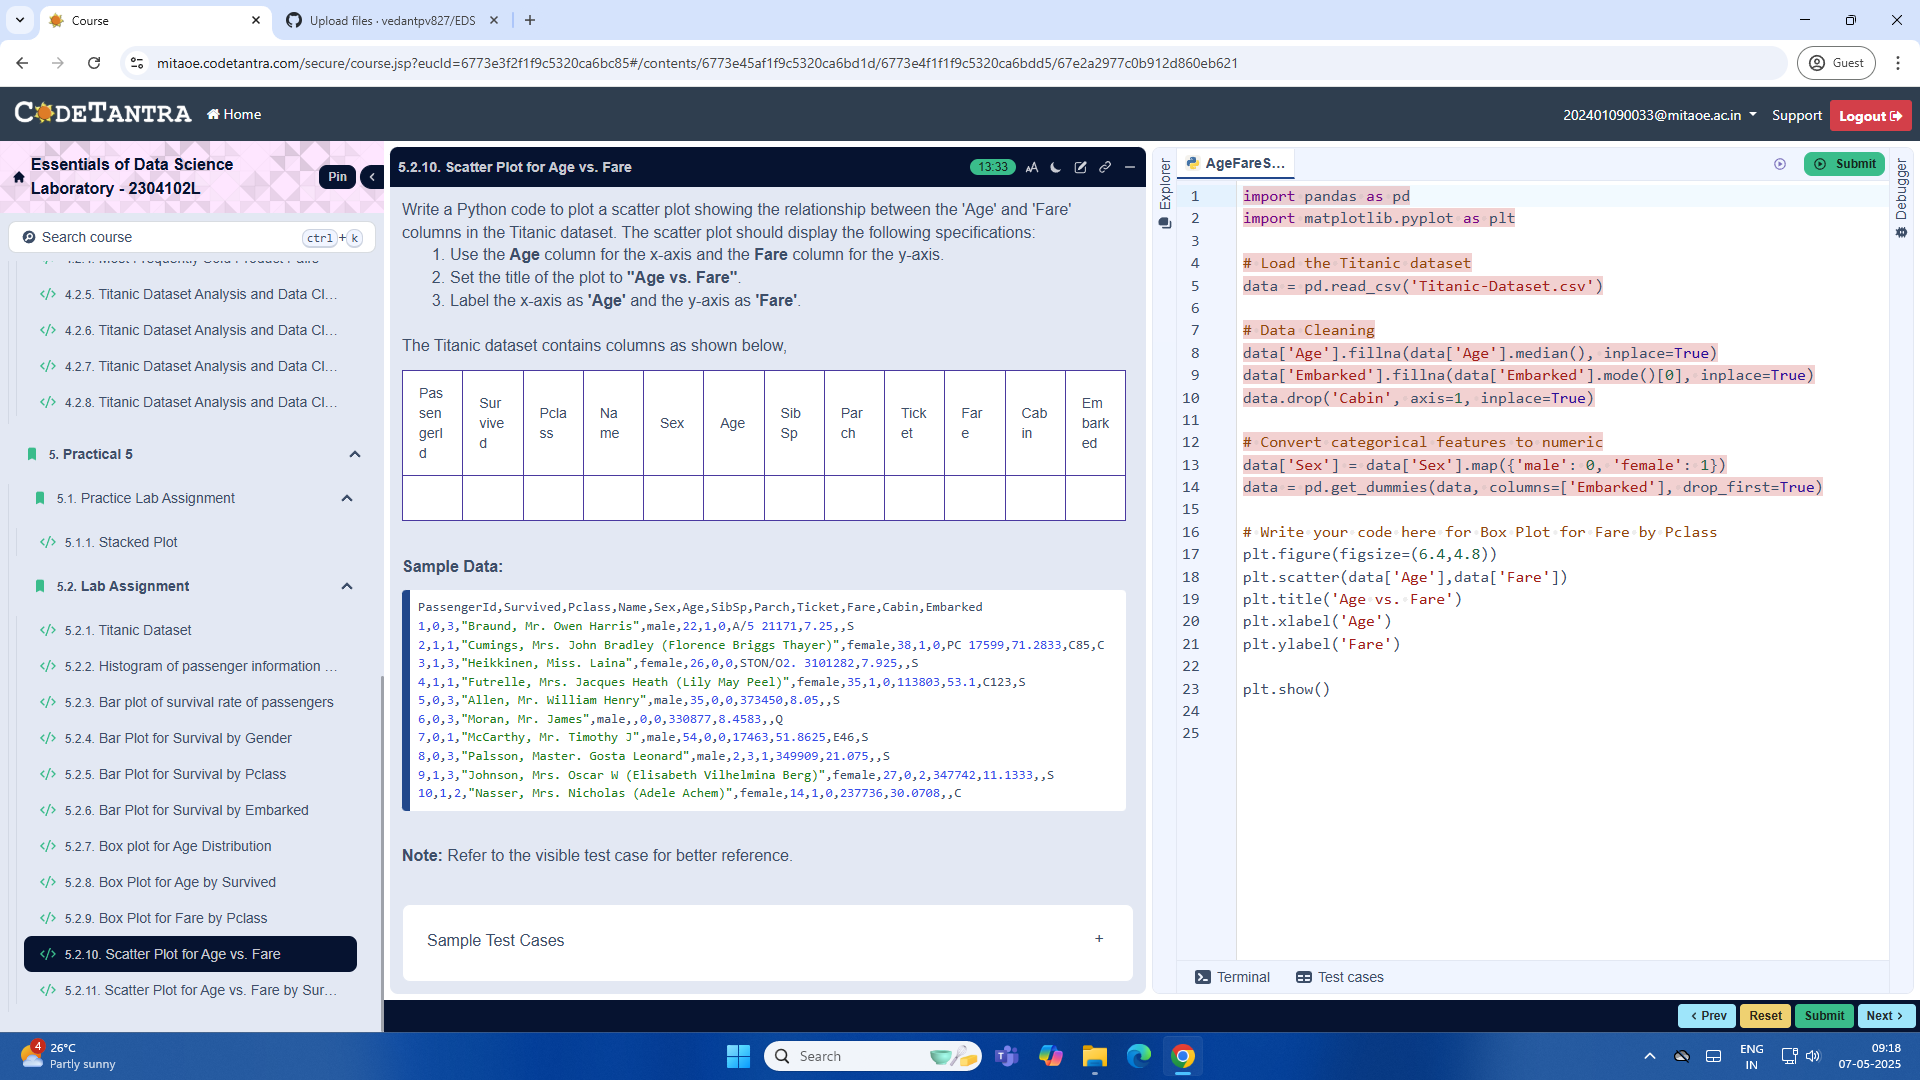 Course
Upload files · vedantpv827/EDS
mitaoe.codetantra.com/secure/course.jsp?eucId=6773e3f2f1f9c5320ca6bc85#/contents/6773e45af1f9c5320ca6bd1d/6773e4f1f1f9c5320ca6bdd5/67e2a2977c0b912d860eb621
Guest
CODETANTRA
Home
202401090033@mitaoe.ac.in
Support
Logout
Essentials of Data Science
Laboratory - 2304102L
Pin
Search course
ctrl + k
4.2.5. Titanic Dataset Analysis and Data Cl...
4.2.6. Titanic Dataset Analysis and Data Cl...
4.2.7. Titanic Dataset Analysis and Data Cl...
4.2.8. Titanic Dataset Analysis and Data Cl...
5. Practical 5
5.1. Practice Lab Assignment
5.1.1. Stacked Plot
5.2. Lab Assignment
5.2.1. Titanic Dataset
5.2.2. Histogram of passenger information ...
5.2.3. Bar plot of survival rate of passengers
5.2.4. Bar Plot for Survival by Gender
5.2.5. Bar Plot for Survival by Pclass
5.2.6. Bar Plot for Survival by Embarked
5.2.7. Box plot for Age Distribution
5.2.8. Box Plot for Age by Survived
5.2.9. Box Plot for Fare by Pclass
5.2.10. Scatter Plot for Age vs. Fare
5.2.11. Scatter Plot for Age vs. Fare by Sur...
5.2.10. Scatter Plot for Age vs. Fare
13:33
Write a Python code to plot a scatter plot showing the relationship between the 'Age' and 'Fare'
columns in the Titanic dataset. The scatter plot should display the following specifications:
1. Use the Age column for the x-axis and the Fare column for the y-axis.
2. Set the title of the plot to "Age vs. Fare".
3. Label the x-axis as 'Age' and the y-axis as 'Fare'.
The Titanic dataset contains columns as shown below,
PassengerId Survived Pclass Name Sex Age SibSp Parch Ticket Fare Cabin Embarked
Sample Data:
PassengerId,Survived,Pclass,Name,Sex,Age,SibSp,Parch,Ticket,Fare,Cabin,Embarked
1,0,3,"Braund, Mr. Owen Harris",male,22,1,0,A/5 21171,7.25,,S
2,1,1,"Cumings, Mrs. John Bradley (Florence Briggs Thayer)",female,38,1,0,PC 17599,71.2833,C85,C
3,1,3,"Heikkinen, Miss. Laina",female,26,0,0,STON/O2. 3101282,7.925,,S
4,1,1,"Futrelle, Mrs. Jacques Heath (Lily May Peel)",female,35,1,0,113803,53.1,C123,S
5,0,3,"Allen, Mr. William Henry",male,35,0,0,373450,8.05,,S
6,0,3,"Moran, Mr. James",male,,0,0,330877,8.4583,,Q
7,0,1,"McCarthy, Mr. Timothy J",male,54,0,0,17463,51.8625,E46,S
8,0,3,"Palsson, Master. Gosta Leonard",male,2,3,1,349909,21.075,,S
9,1,3,"Johnson, Mrs. Oscar W (Elisabeth Vilhelmina Berg)",female,27,0,2,347742,11.1333,,S
10,1,2,"Nasser, Mrs. Nicholas (Adele Achem)",female,14,1,0,237736,30.0708,,C
Note: Refer to the visible test case for better reference.
Sample Test Cases
+
Explorer
AgeFareS...
Submit
Debugger
1 import pandas as pd
2 import matplotlib.pyplot as plt
3
4 # Load the Titanic dataset
5 data = pd.read_csv('Titanic-Dataset.csv')
6
7 # Data Cleaning
8 data['Age'].fillna(data['Age'].median(), inplace=True)
9 data['Embarked'].fillna(data['Embarked'].mode()[0], inplace=True)
10 data.drop('Cabin', axis=1, inplace=True)
11
12 # Convert categorical features to numeric
13 data['Sex'] = data['Sex'].map({'male': 0, 'female': 1})
14 data = pd.get_dummies(data, columns=['Embarked'], drop_first=True)
15
16 # Write your code here for Box Plot for Fare by Pclass
17 plt.figure(figsize=(6.4,4.8))
18 plt.scatter(data['Age'],data['Fare'])
19 plt.title('Age vs. Fare')
20 plt.xlabel('Age')
21 plt.ylabel('Fare')
22
23 plt.show()
24
25
Terminal
Test cases
Prev
Reset
Submit
Next
4
26°C
Partly sunny
Search
ENG
IN
09:18
07-05-2025